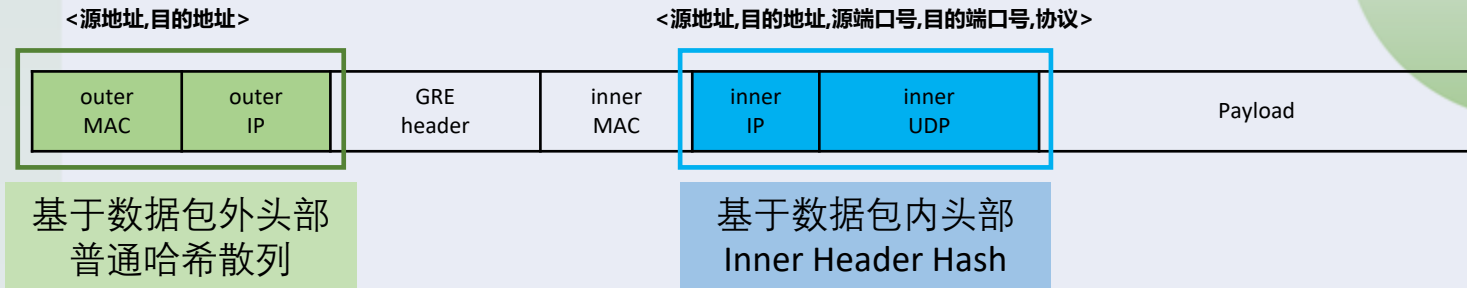 <源地址,目的地址>
<源地址,目的地址,源端口号,目的端口号,协议>
outer
MAC
outer
IP
GRE
header
inner
MAC
inner
IP
inner
UDP
Payload
基于数据包外头部
普通哈希散列
基于数据包内头部
Inner Header Hash